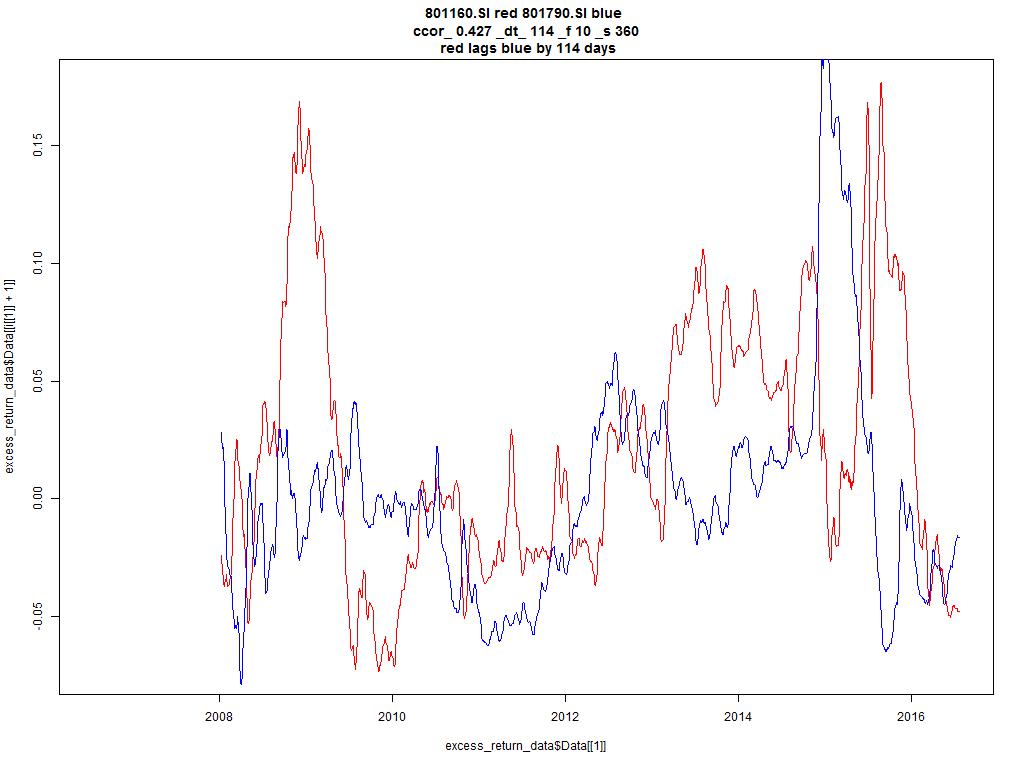 801160.SI red 801790.SI blue
ccor_ 0.427 _dt_ 114 _f 10 _s 360
red lags blue by 114 days
excess_return_data$Data[[i[[1]] + 1]]
0.15
0.10
0.05
0.00
-0.05
2008 2010 2012 2014 2016
excess_return_data$Data[[1]]